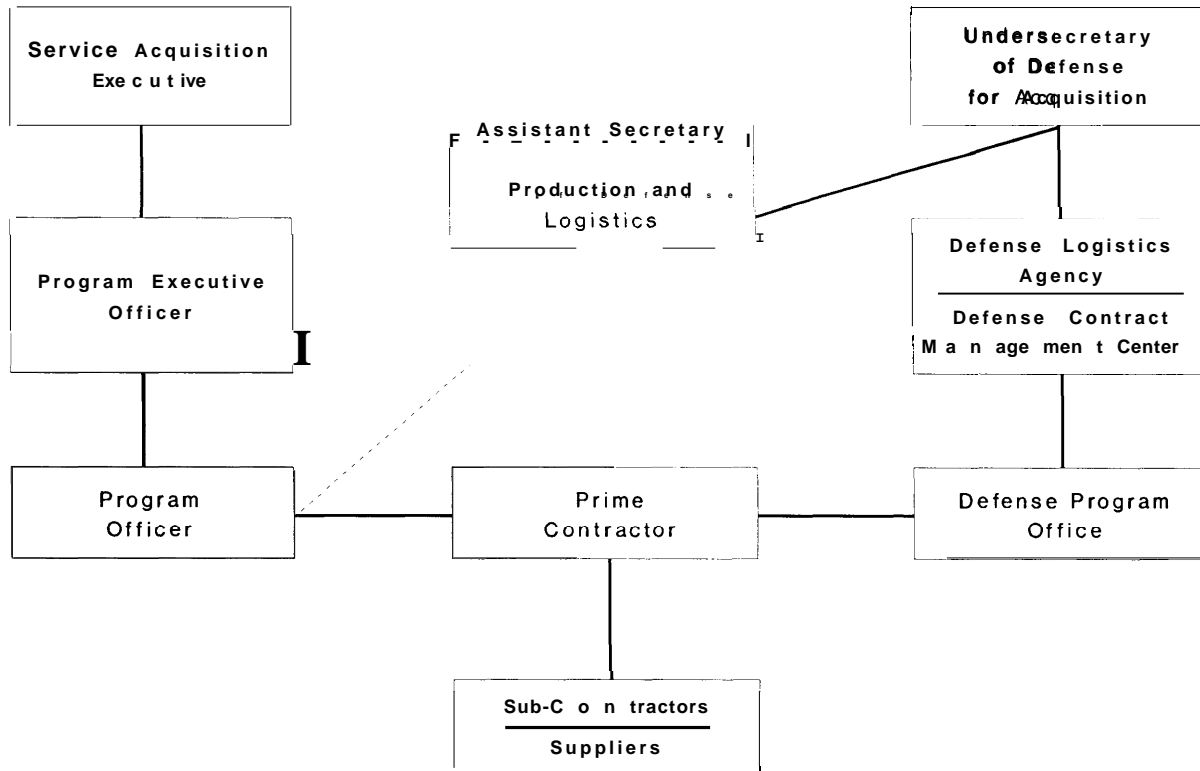 Service Acquisition
Executive
Undersecretary
of Defense
for Acquisition
Assistant Secretary
Production and
Logistics
Program Executive
Officer
Defense Logistics
Agency
Defense Contract
Management Center
Program
Officer
Prime
Contractor
Defense Program
Office
Sub-Contractors
Suppliers